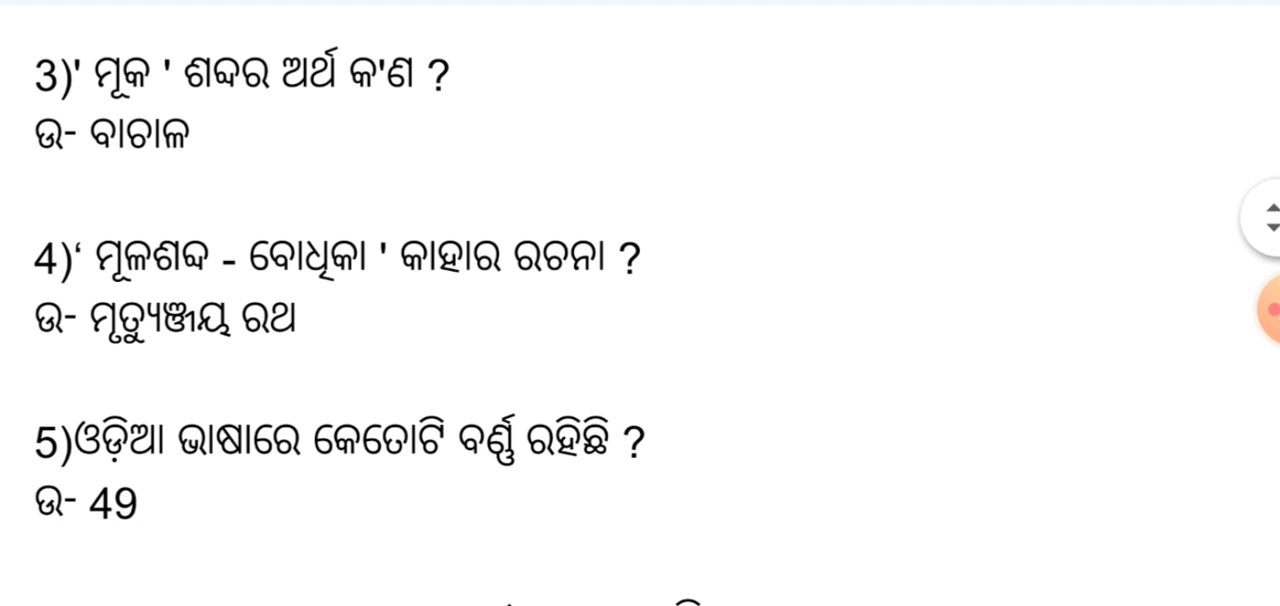 3)' ମୂକ ' ଶବ୍ଦର ଅର୍ଥ କ'ଣ ?
ଉ- ବାଚାଳ
4)‘ ମୂଳଶବ୍ଦ - ବୋଧିକା ' କାହାର ରଚନା ?
ଉ- ମୃତ୍ୟୁଞ୍ଜୟ ରଥ
5)ଓଡ଼ିଆ ଭାଷାରେ କେତୋଟି ବର୍ଣ୍ଣ ରହିଛି ?
ଉ- 49